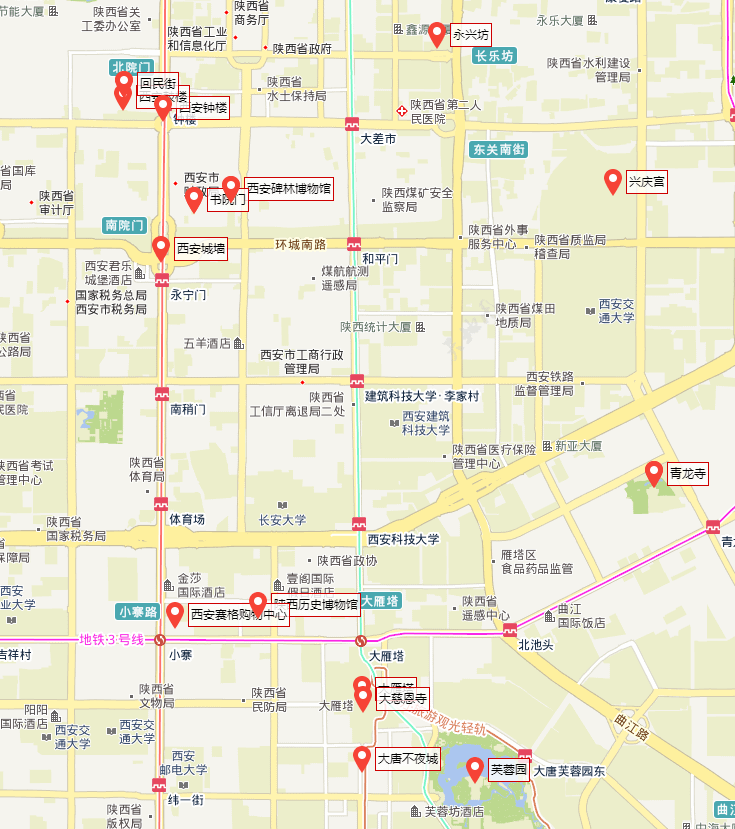 节能大厦
陕西省关
工委办公室
陕西省
商务厅
陕西省工业
和信息化厅
陕西省政府
鑫源
永兴坊
永乐大厦
长乐坊
陕西省水利建设
管理局
北院门
回民街
西安钟楼
钟楼
陕西省
水土保持局
陕西省第二人
民医院
大差市
东关南街
省国库
局
陕西省
审计厅
西安市
西安碑林博物馆
书院门
陕西煤矿安全
监察局
兴庆宫
南院门
西安城墙
环城南路
和平门
陕西省外事
服务中心
陕西省质监局
稽查局
西安君乐
城堡酒店
国家税务总局
西安市税务局
永宁门
煤航航测
遥感局
陕西省煤田
地质局
西安交
通大学
陕西省
公路局
五羊酒店
陕西统计大厦
西安市工商行政
管理局
西安铁路
监督管理局
省
民医院
南稍门
陕西省
工信厅离退局二处
建筑科技大学·李家村
西安建筑
科技大学
新亚大厦
陕西省考试
管理中心
陕西省
体育局
陕西省医疗保险
管理中心
青龙寺
陕西省
国家税务局
体育场
长安大学
西安科技大学
青
省
保障局
陕西省政协
雁塔区
食品药品监管
西安
业大学
金莎
国际酒店
壹阁国际
假日酒店
小寨路
西安赛格购物中心
陕西历史博物馆
大雁塔
陕西省
遥感中心
曲江
国际饭店
地铁3号线
吉祥村
小寨
大雁塔
北池头
陕西省
文物局
陕西省
民防局
大雁塔
大慈恩寺
旅游观光轻轨
曲江路
阳阳
国际酒店
西安交
通大学
西安交
通大学
西安
邮电大学
大唐不夜城
芙蓉园
大唐芙蓉园东
纬一街
陕西省
版权局
芙蓉坊酒店
曲江
中海大厦